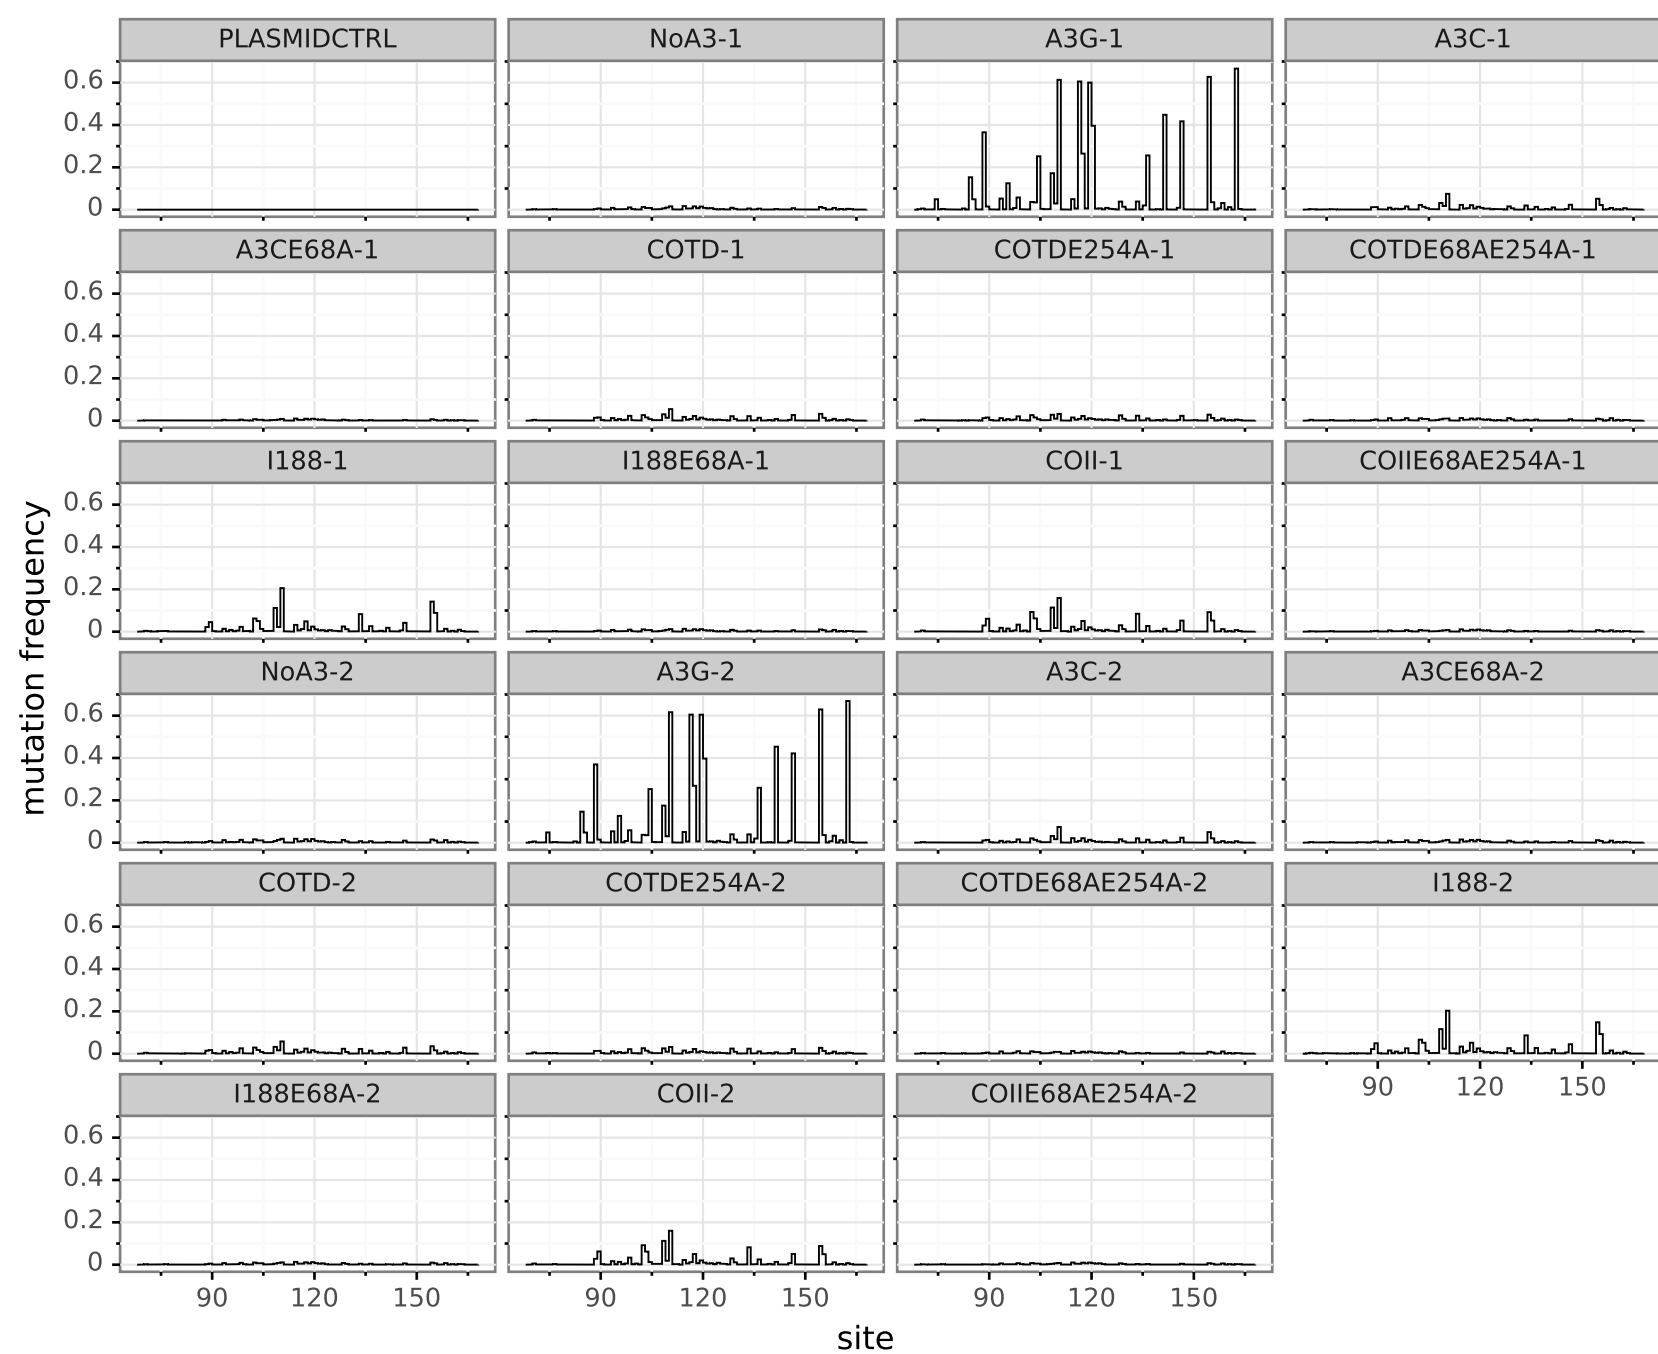 PLASMIDCTRL NoA3-1 A3G-1 A3C-1
0.6
0.4
0.2
0
A3CE68A-1 COTD-1 COTDE254A-1 COTDE68AE254A-1
0.6
0.4
0.2
0
I188-1 I188E68A-1 COII-1 COIIE68AE254A-1
0.6
0.4
0.2
0
mutation frequency
NoA3-2 A3G-2 A3C-2 A3CE68A-2
0.6
0.4
0.2
0
COTD-2 COTDE254A-2 COTDE68AE254A-2 I188-2
0.6
0.4
0.2
0
90 120 150
I188E68A-2 COII-2 COIIE68AE254A-2
0.6
0.4
0.2
0
90 120 150 90 120 150 90 120 150
site